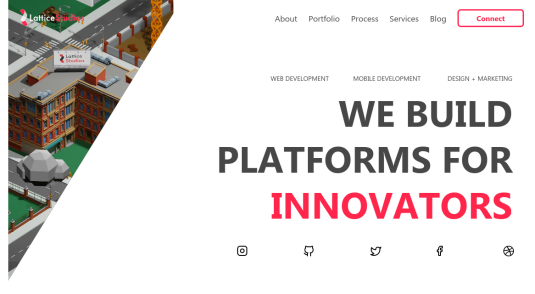 Lattice Studios
About Portfolio Process Services Blog Connect
Lattice
Studios
WEB DEVELOPMENT MOBILE DEVELOPMENT DESIGN + MARKETING
WE BUILD
PLATFORMS FOR
INNOVATORS